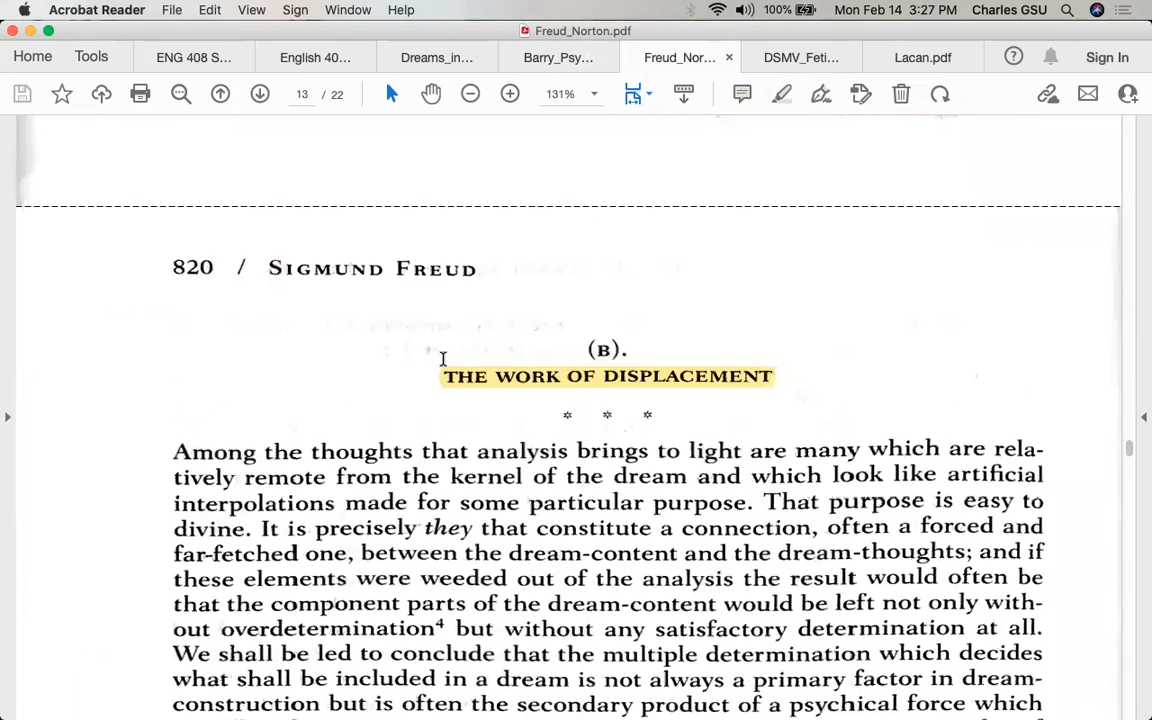 Acrobat Reader File Edit View Sign Window Help 100% Mon Feb 14 3:27 PM Charles GSU
Freud_Norton.pdf
Home Tools ENG 408 S... English 40... Dreams_in... Barry_Psy... Freud_Nor... × DSMV_Feti... Lacan.pdf Sign In
13 / 22 131%
820 / SIGMUND FREUD
(B).
THE WORK OF DISPLACEMENT
* * *
Among the thoughts that analysis brings to light are many which are rela-
tively remote from the kernel of the dream and which look like artificial
interpolations made for some particular purpose. That purpose is easy to
divine. It is precisely they that constitute a connection, often a forced and
far-fetched one, between the dream-content and the dream-thoughts; and if
these elements were weeded out of the analysis the result would often be
that the component parts of the dream-content would be left not only with-
out overdetermination⁴ but without any satisfactory determination at all.
We shall be led to conclude that the multiple determination which decides
what shall be included in a dream is not always a primary factor in dream-
construction but is often the secondary product of a psychical force which